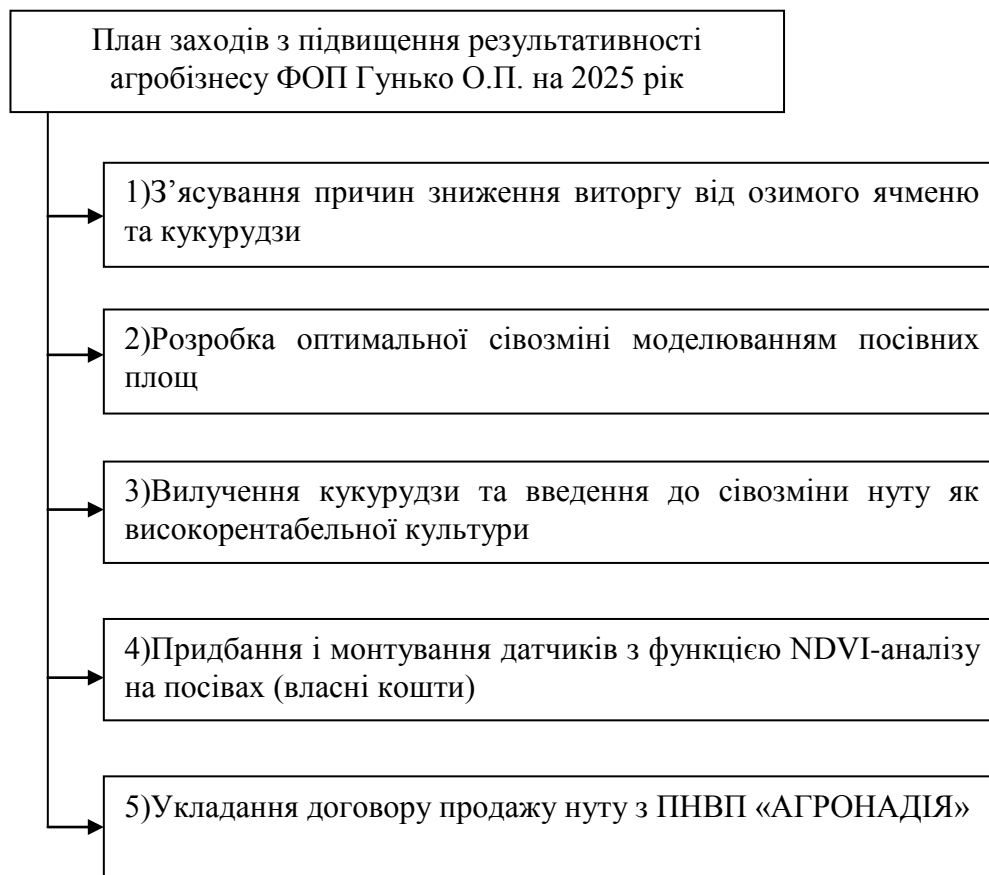 План заходів з підвищення результативності
агробізнесу ФОП Гунько О.П. на 2025 рік
1)З’ясування причин зниження виторгу від озимого ячменю
та кукурудзи
2)Розробка оптимальної сівозміні моделюванням посівних
площ
3)Вилучення кукурудзи та введення до сівозміни нуту як
високорентабельної культури
4)Придбання і монтування датчиків з функцією NDVI-аналізу
на посівах (власні кошти)
5)Укладання договору продажу нуту з ПНВП «АГРОНАДІЯ»